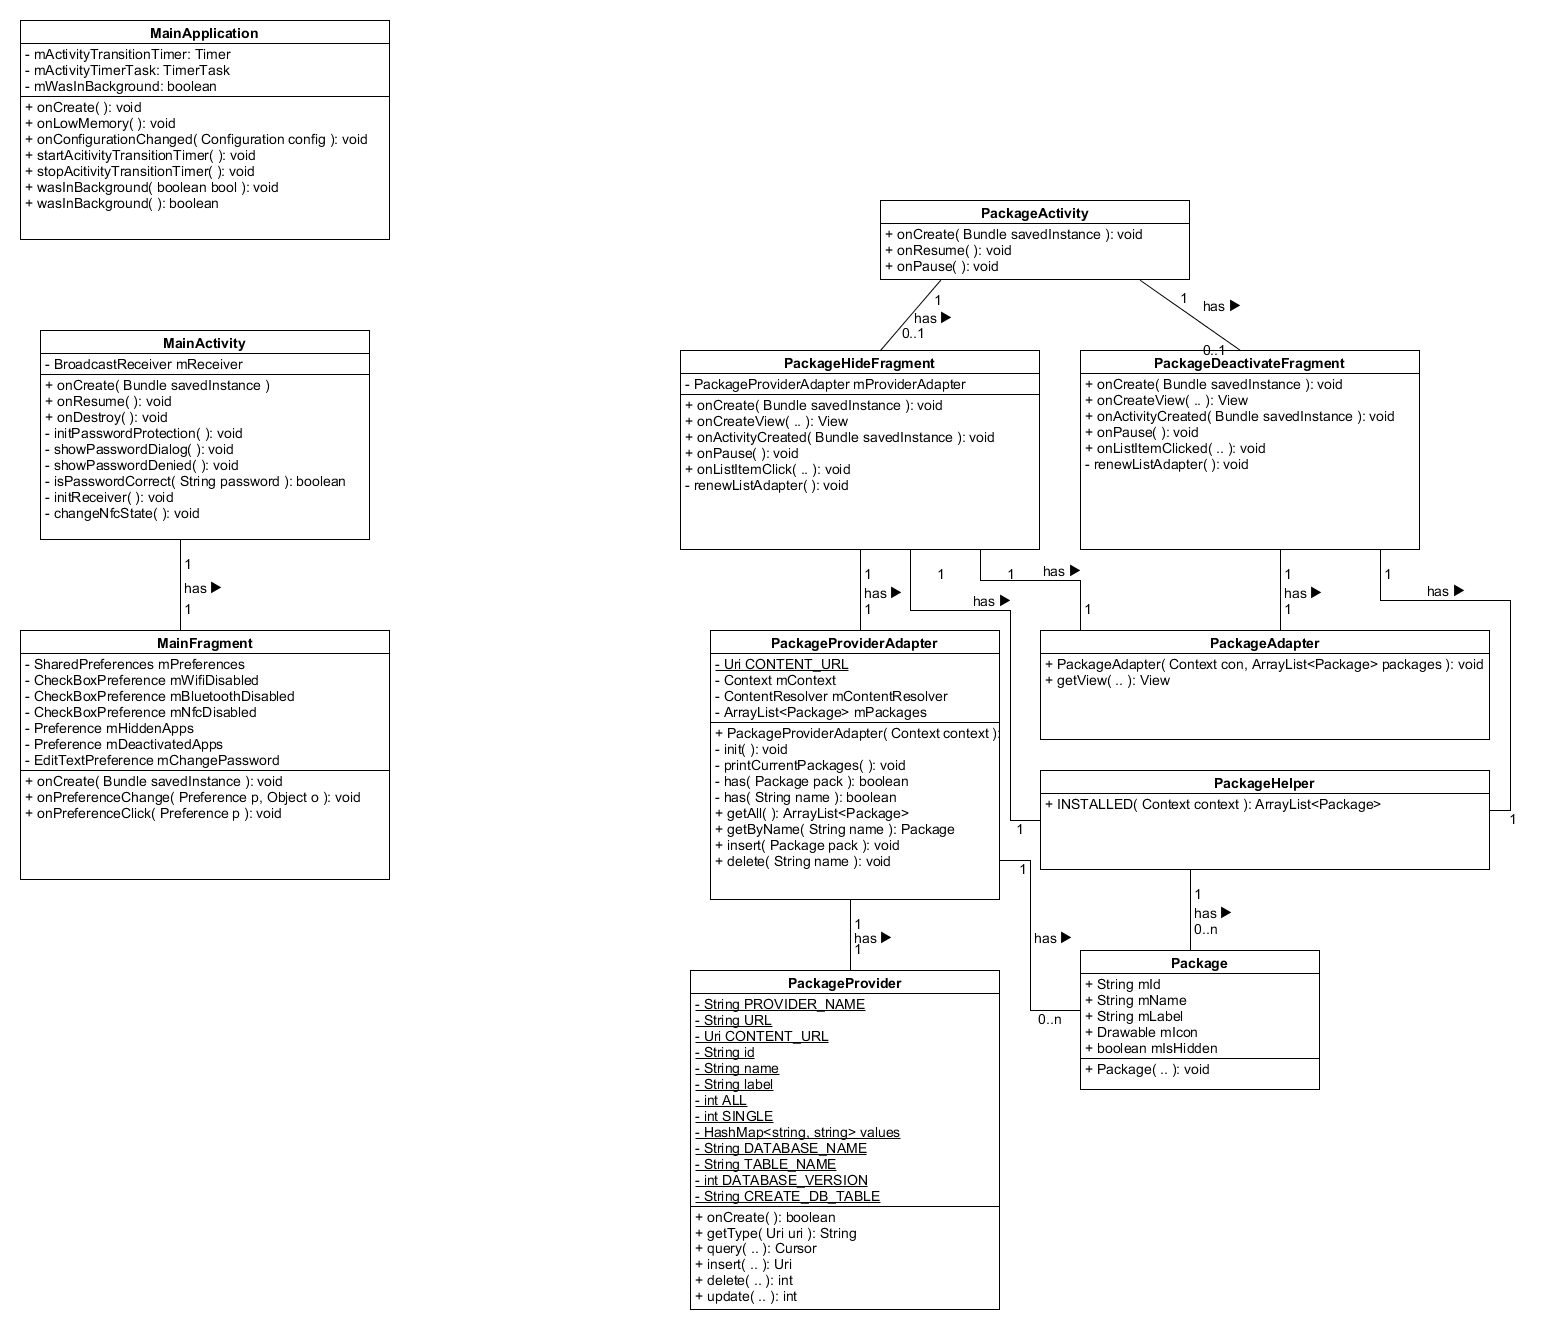 MainApplication
- mActivityTransitionTimer: Timer
- mActivityTimerTask: TimerTask
- mWasInBackground: boolean
+ onCreate( ): void
+ onLowMemory( ): void
+ onConfigurationChanged( Configuration config ): void
+ startAcitivityTransitionTimer( ): void
+ stopAcitivityTransitionTimer( ): void
+ wasInBackground( boolean bool ): void
+ wasInBackground( ): boolean
MainActivity
- BroadcastReceiver mReceiver
+ onCreate( Bundle savedInstance )
+ onResume( ): void
+ onDestroy( ): void
- initPasswordProtection( ): void
- showPasswordDialog( ): void
- showPasswordDenied( ): void
- isPasswordCorrect( String password ): boolean
- initReceiver( ): void
- changeNfcState( ): void
1
has ▶
1
MainFragment
- SharedPreferences mPreferences
- CheckBoxPreference mWifiDisabled
- CheckBoxPreference mBluetoothDisabled
- CheckBoxPreference mNfcDisabled
- Preference mHiddenApps
- Preference mDeactivatedApps
- EditTextPreference mChangePassword
+ onCreate( Bundle savedInstance ): void
+ onPreferenceChange( Preference p, Object o ): void
+ onPreferenceClick( Preference p ): void
PackageActivity
+ onCreate( Bundle savedInstance ): void
+ onResume( ): void
+ onPause( ): void
1
has ▶
0..1
1
has ▶
0..1
PackageHideFragment
- PackageProviderAdapter mProviderAdapter
+ onCreate( Bundle savedInstance ): void
+ onCreateView( .. ): View
+ onActivityCreated( Bundle savedInstance ): void
+ onPause( ): void
+ onListItemClick( .. ): void
- renewListAdapter( ): void
PackageDeactivateFragment
+ onCreate( Bundle savedInstance ): void
+ onCreateView( .. ): View
+ onActivityCreated( Bundle savedInstance ): void
+ onPause( ): void
+ onListItemClicked( .. ): void
- renewListAdapter( ): void
1
has ▶
1
1
has ▶
1
1
has ▶
1
1
has ▶
1
1
has ▶
1
PackageProviderAdapter
- Uri CONTENT_URL
- Context mContext
- ContentResolver mContentResolver
- ArrayList<Package> mPackages
+ PackageProviderAdapter( Context context ):
- init( ): void
- printCurrentPackages( ): void
- has( Package pack ): boolean
- has( String name ): boolean
+ getAll( ): ArrayList<Package>
+ getByName( String name ): Package
+ insert( Package pack ): void
+ delete( String name ): void
PackageAdapter
+ PackageAdapter( Context con, ArrayList<Package> packages ): void
+ getView( .. ): View
PackageHelper
+ INSTALLED( Context context ): ArrayList<Package>
1
has ▶
1
1
has ▶
0..n
1
has ▶
0..n
PackageProvider
- String PROVIDER_NAME
- String URL
- Uri CONTENT_URL
- String id
- String name
- String label
- int ALL
- int SINGLE
- HashMap<string, string> values
- String DATABASE_NAME
- String TABLE_NAME
- int DATABASE_VERSION
- String CREATE_DB_TABLE
+ onCreate( ): boolean
+ getType( Uri uri ): String
+ query( .. ): Cursor
+ insert( .. ): Uri
+ delete( .. ): int
+ update( .. ): int
Package
+ String mId
+ String mName
+ String mLabel
+ Drawable mIcon
+ boolean mIsHidden
+ Package( .. ): void